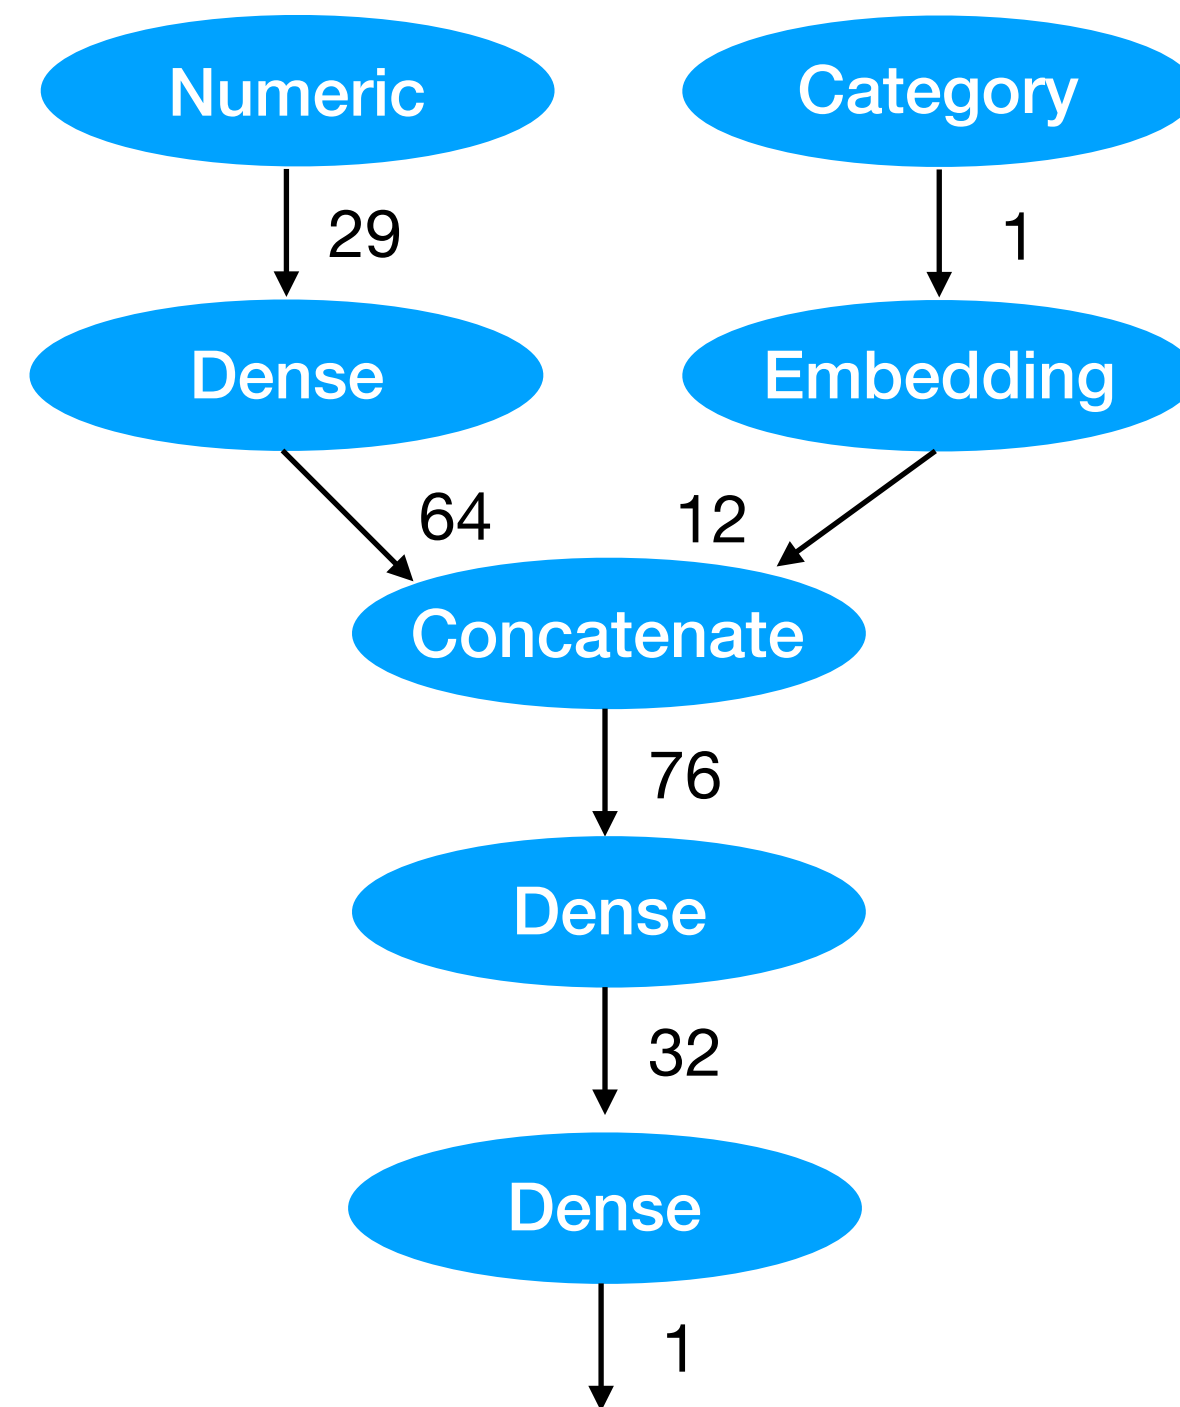 Numeric
Category
29
1
Dense
Embedding
64
12
Concatenate
76
Dense
32
Dense
1